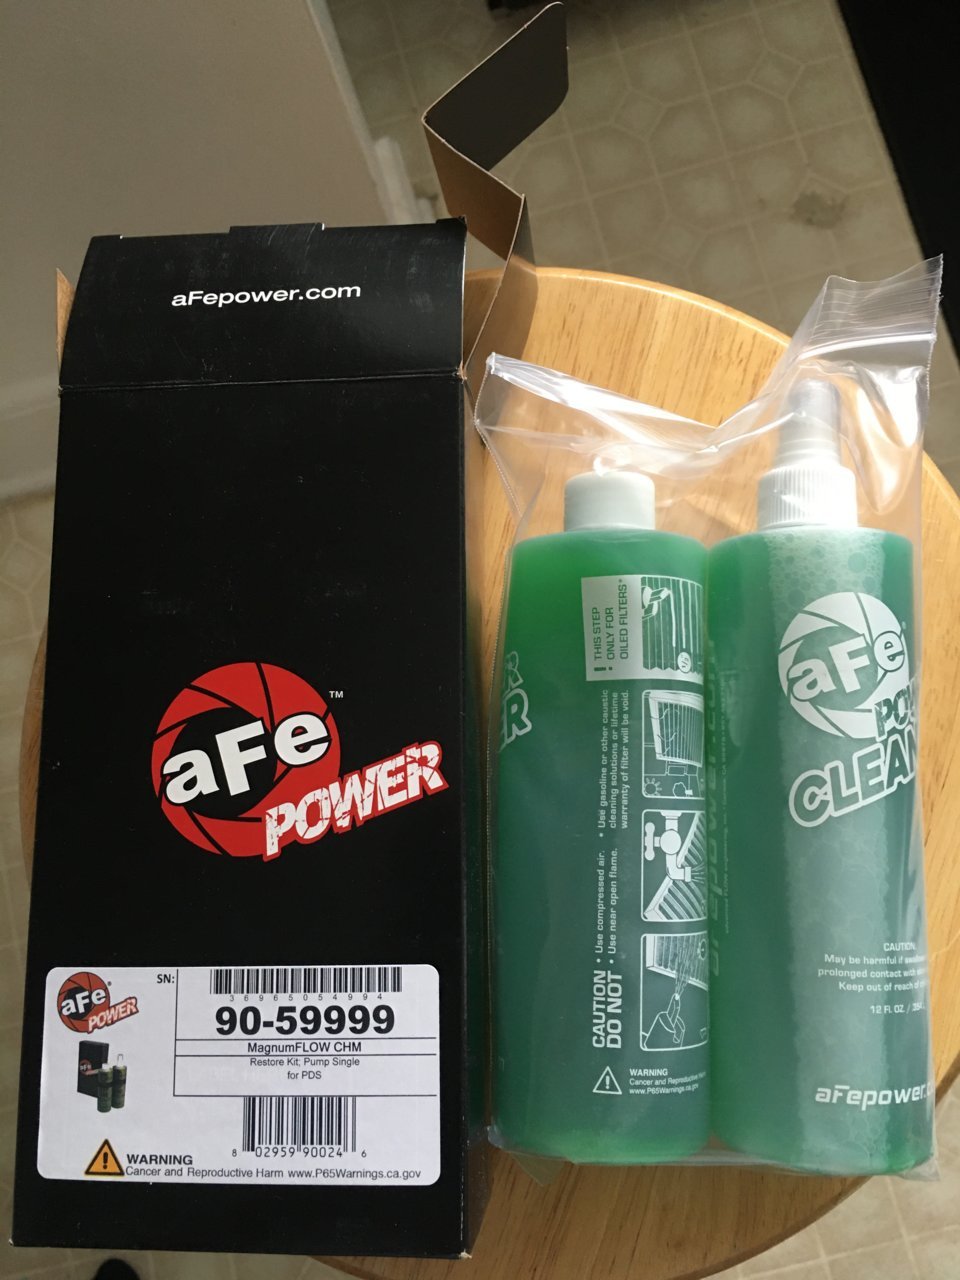 aFepower.com
aFe
POWER
™
aFe
POWER
SN:
36965054994
90-59999
MagnumFLOW CHM
Restore Kit; Pump Single
for PDS
8 02959 90024 6
WARNING
Cancer and Reproductive Harm www.P65Warnings.ca.gov
! THIS STEP
ONLY FOR
OILED FILTERS*
CAUTION
DO NOT
• Use compressed air.
• Use near open flame.
• Use gasoline or other caustic
cleaning solutions or lifetime
warranty of filter will be void.
WARNING
Cancer and Reproductive Harm
www.P65Warnings.ca.gov
aFe
CLEAN
CAUTION
May be harmful if
prolonged contact with
Keep out of reach of
12 Fl. OZ. /
aFepower.